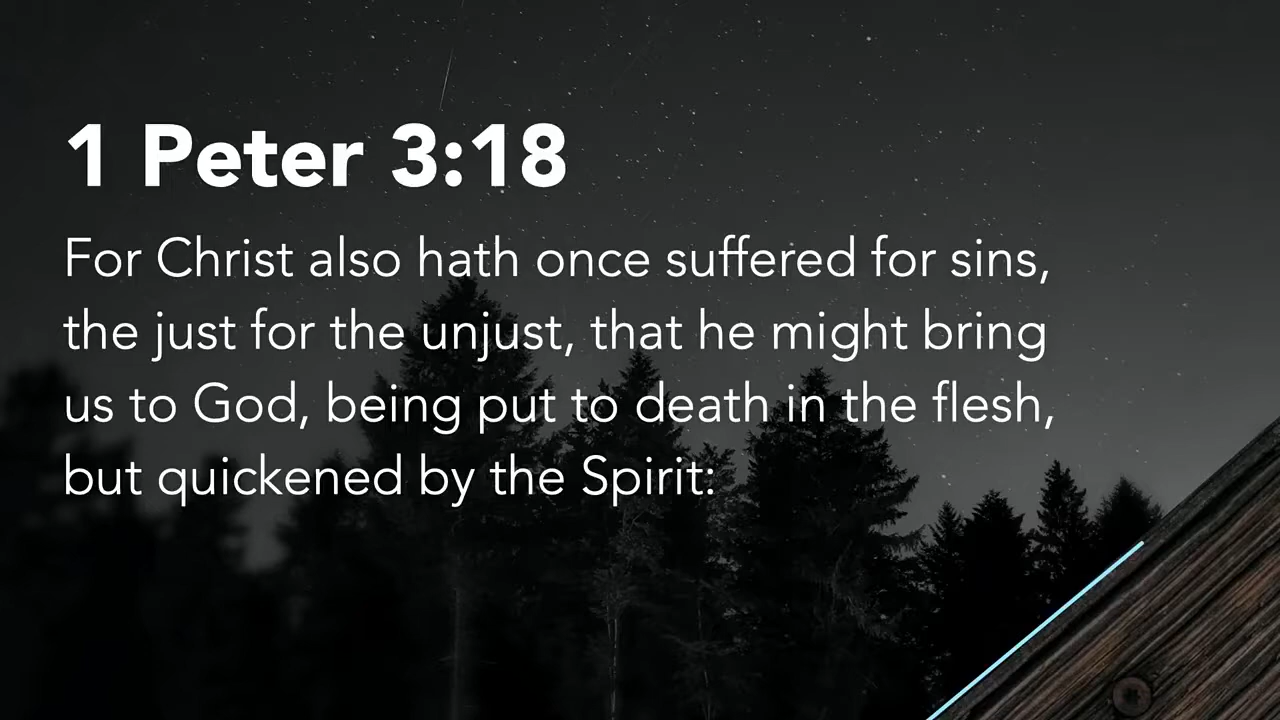 1 Peter 3:18
For Christ also hath once suffered for sins,
the just for the unjust, that he might bring
us to God, being put to death in the flesh,
but quickened by the Spirit: